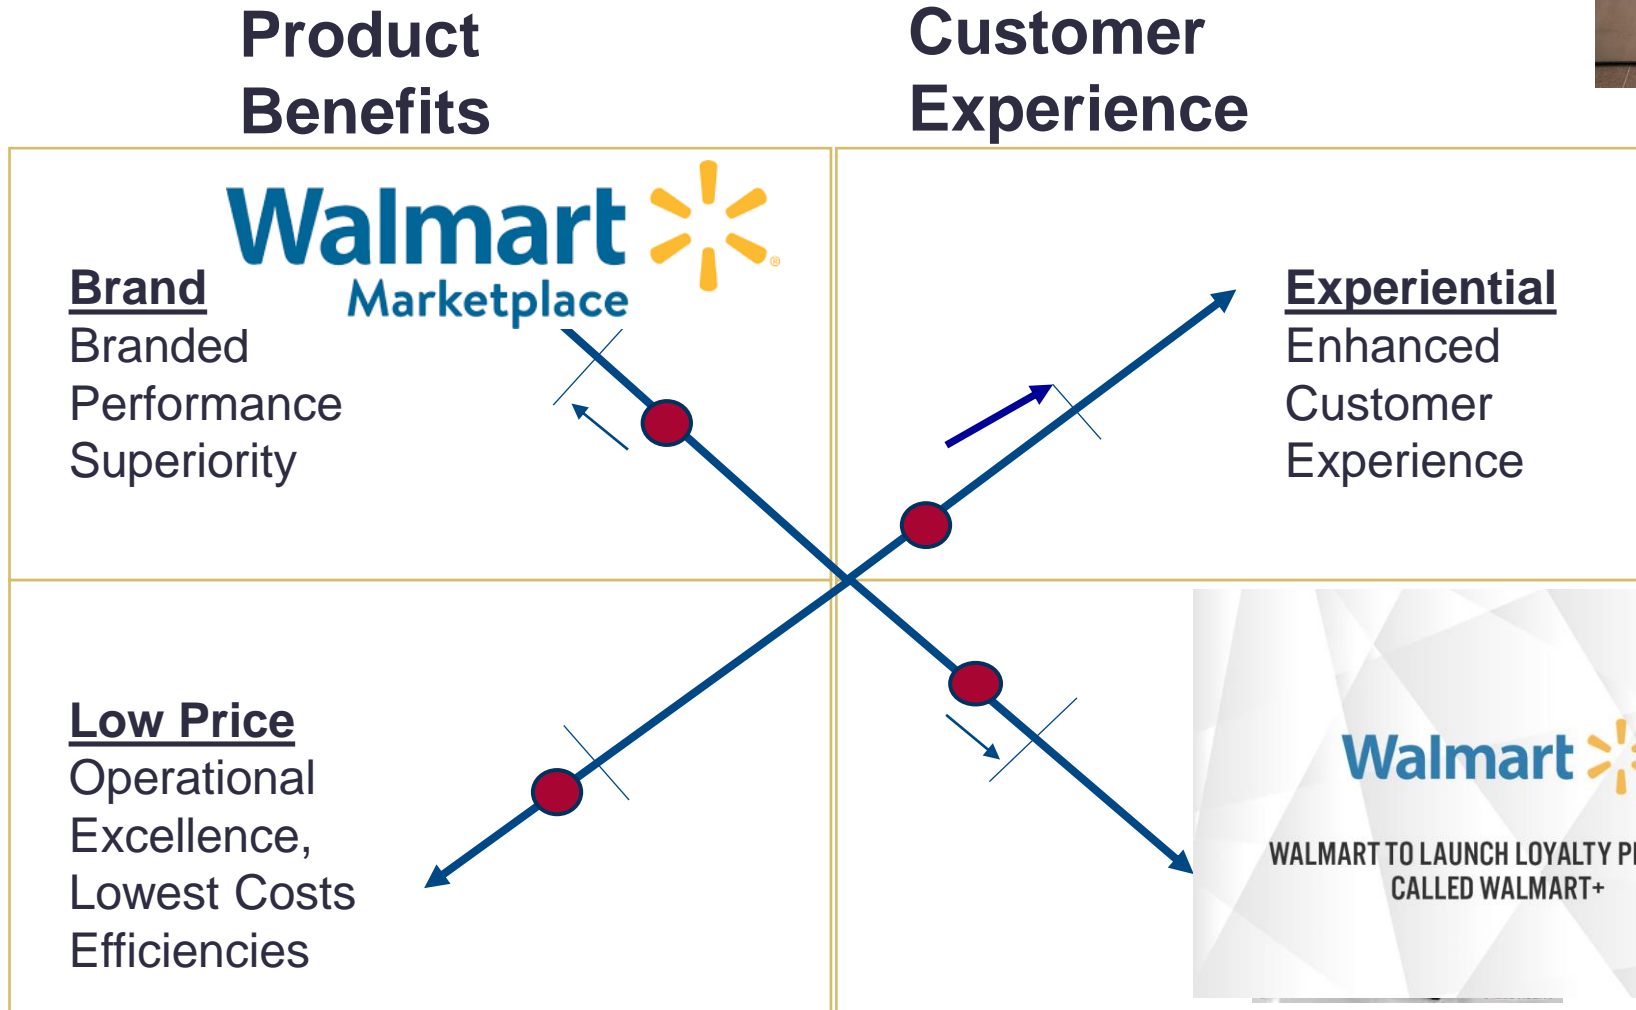 Product
Benefits
Customer
Experience
Walmart
Marketplace
®
Brand
Branded
Performance
Superiority
Experiential
Enhanced
Customer
Experience
Low Price
Operational
Excellence,
Lowest Costs
Efficiencies
Walmart
WALMART TO LAUNCH LOYALTY
CALLED WALMART+